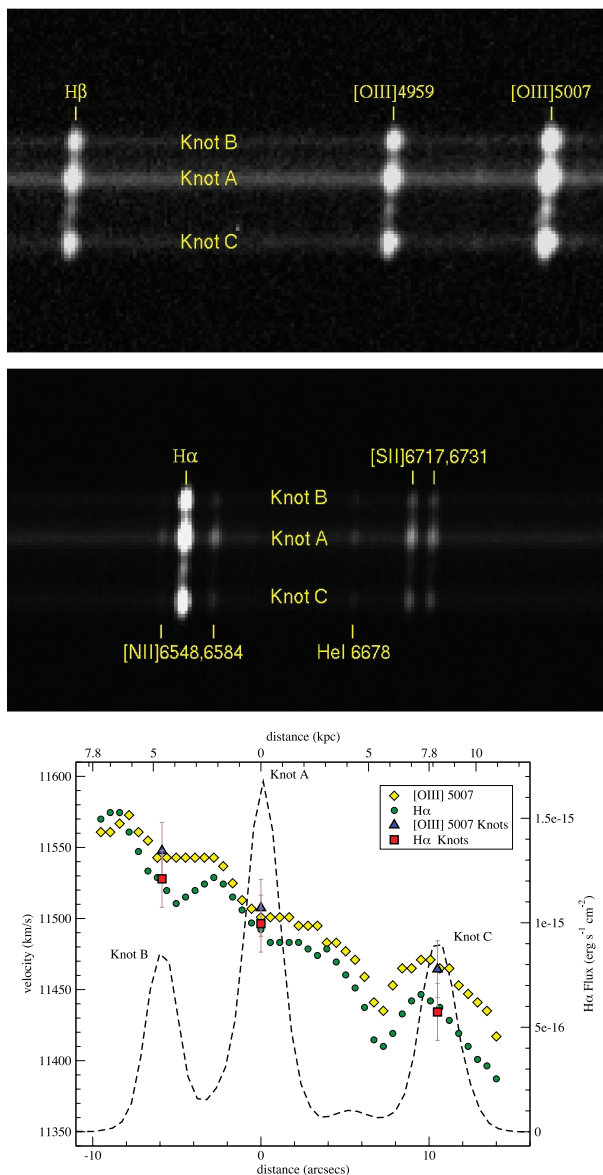 Hβ [OIII]4959 [OIII]5007
Knot B
Knot A
Knot C
Hα [SII]6717,6731
Knot B
Knot A
Knot C
[NII]6548,6584 HeI 6678
distance (kpc)
7.8 5 0 5 7.8 10
11600
11550
11500
11450
11400
11350
velocity (km/s)
Knot A
Knot B
Knot C
[OIII] 5007
Hα
[OIII] 5007 Knots
Hα Knots
1.5e-15
1e-15
5e-16
0
Hα Flux (erg s⁻¹ cm⁻²)
-10 0 10
distance (arcsecs)